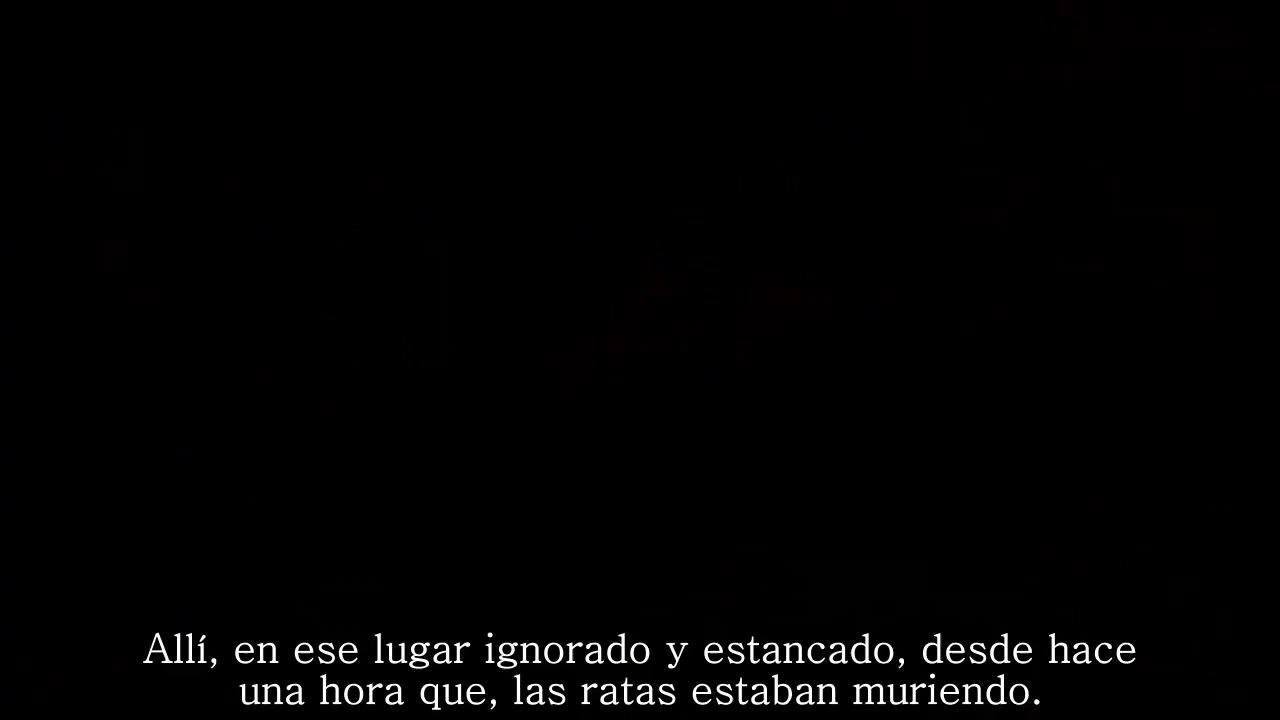 Allí, en ese lugar ignorado y estancado, desde hace
una hora que, las ratas estaban muriendo.